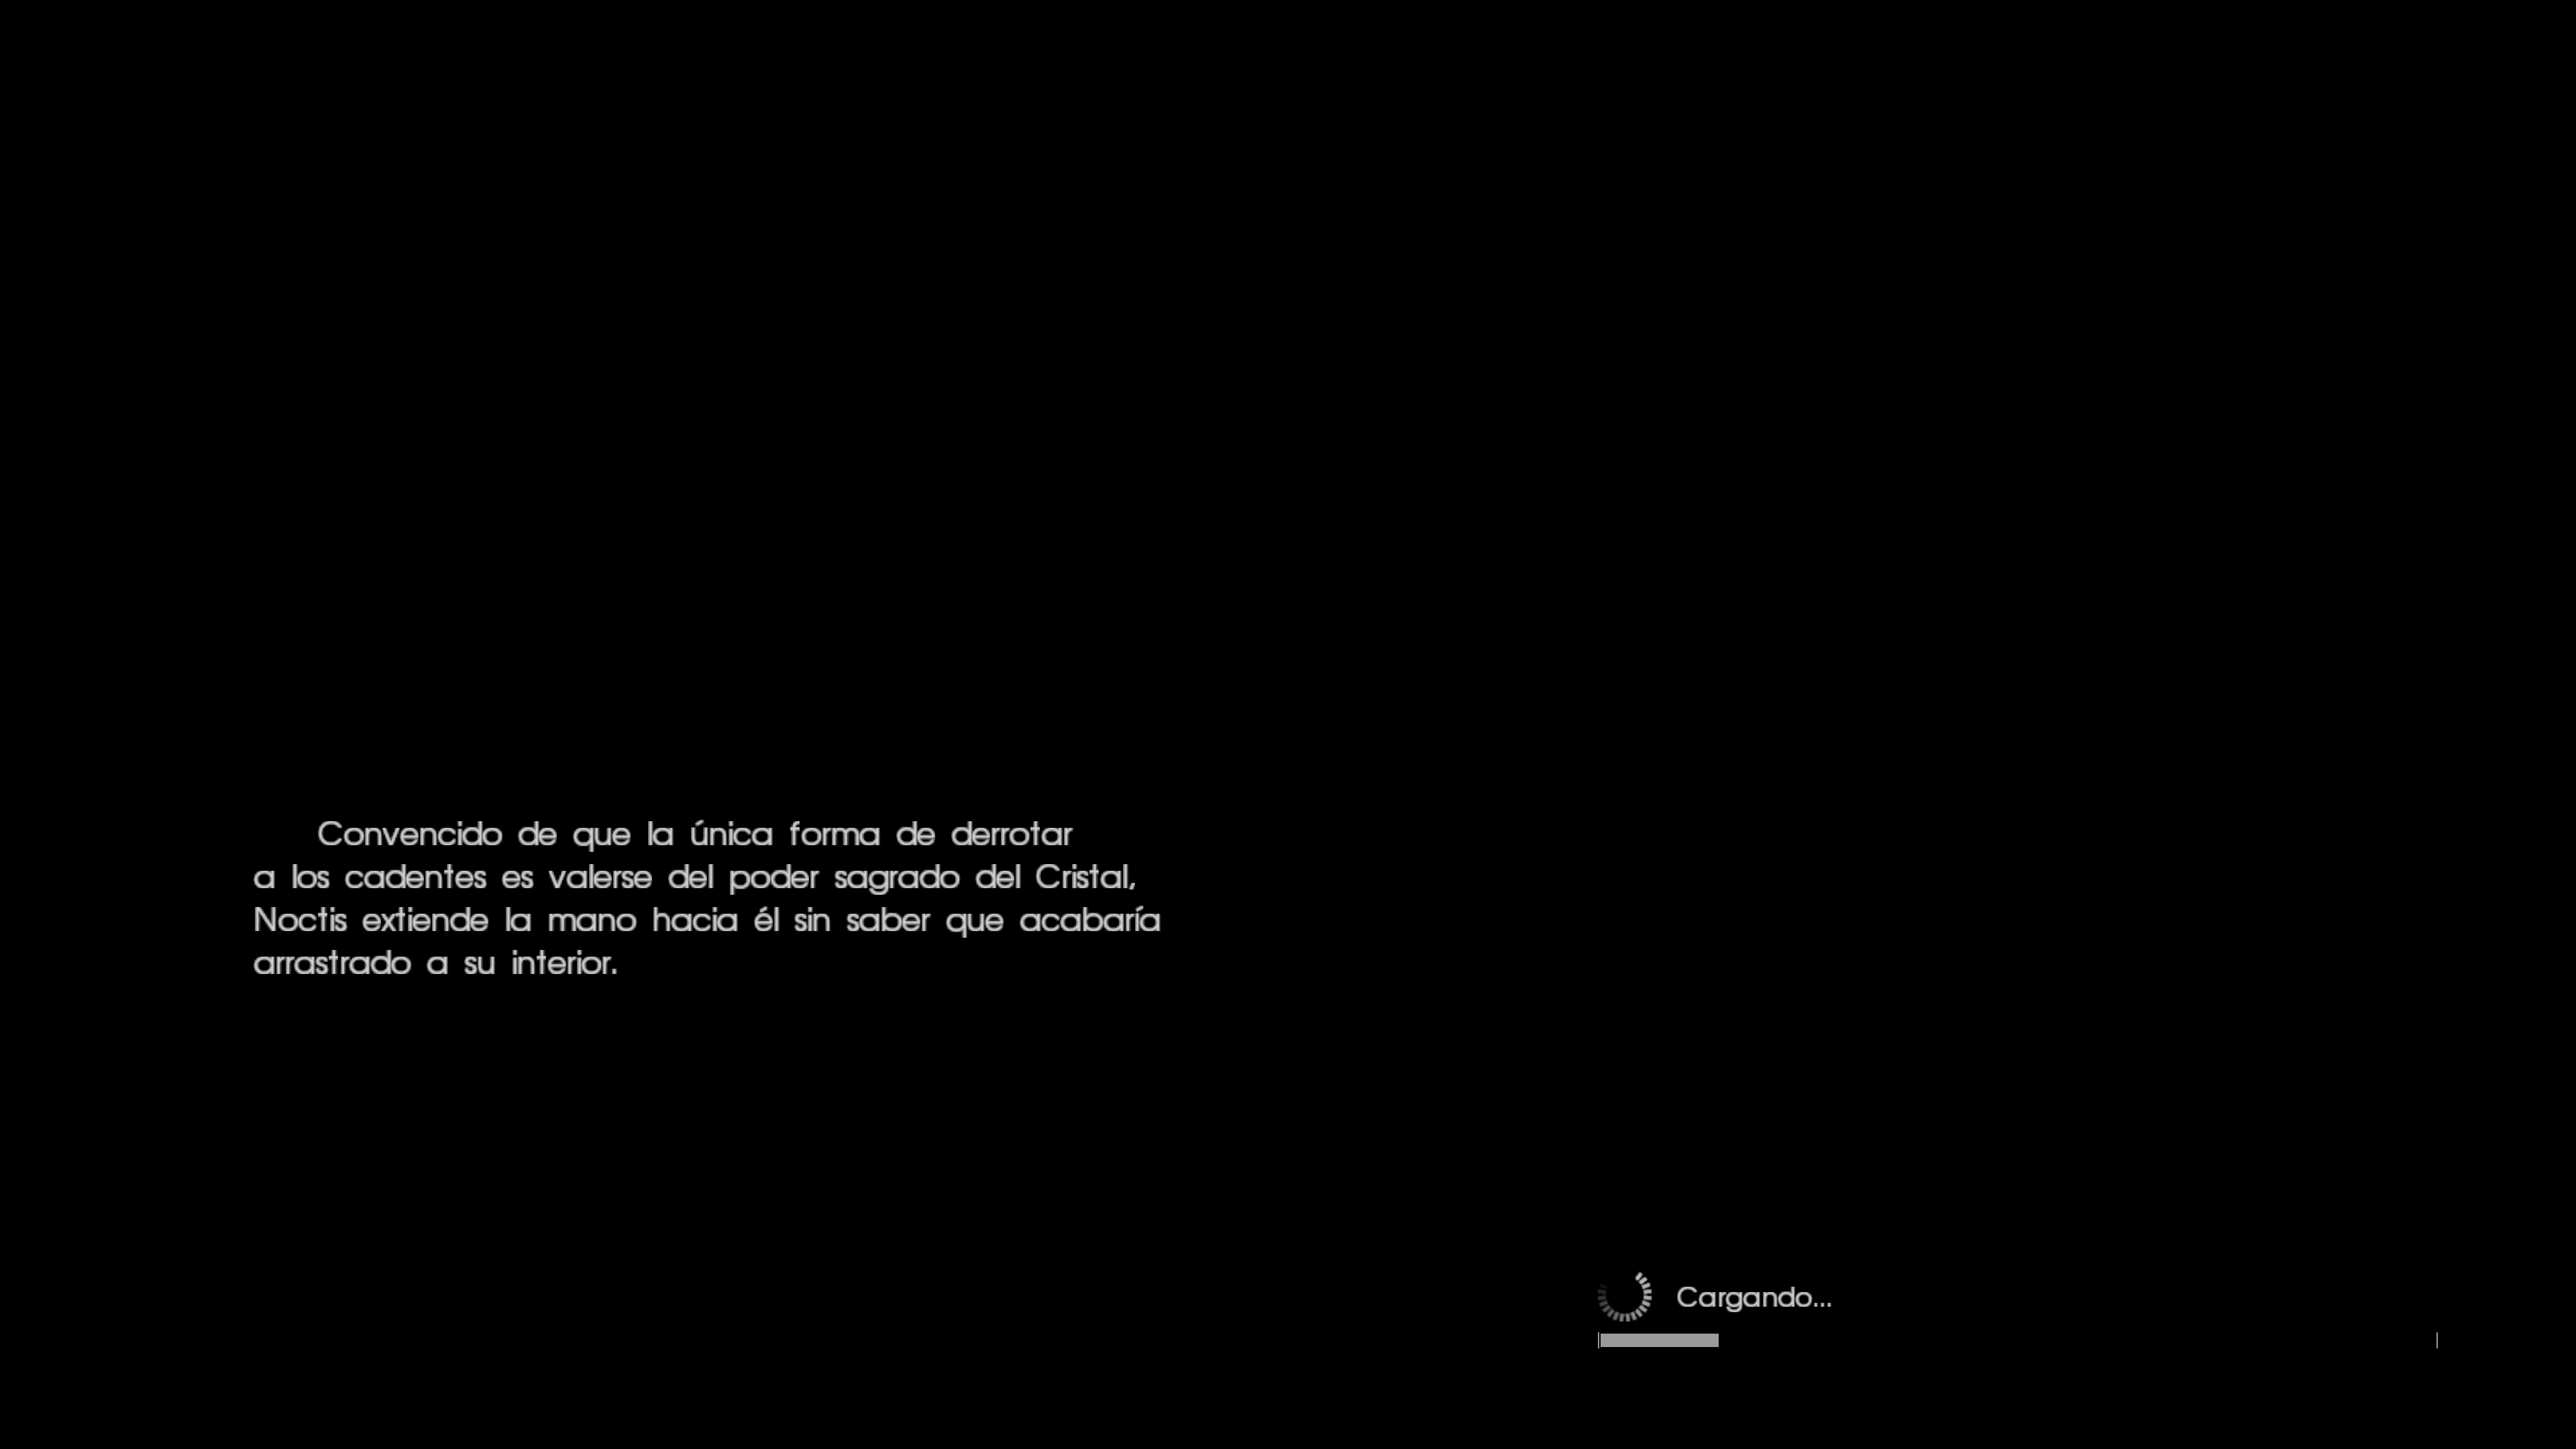 Convencido de que la única forma de derrotar
a los cadentes es valerse del poder sagrado del Cristal,
Noctis extiende la mano hacia él sin saber que acabaría
arrastrado a su interior.
Cargando...